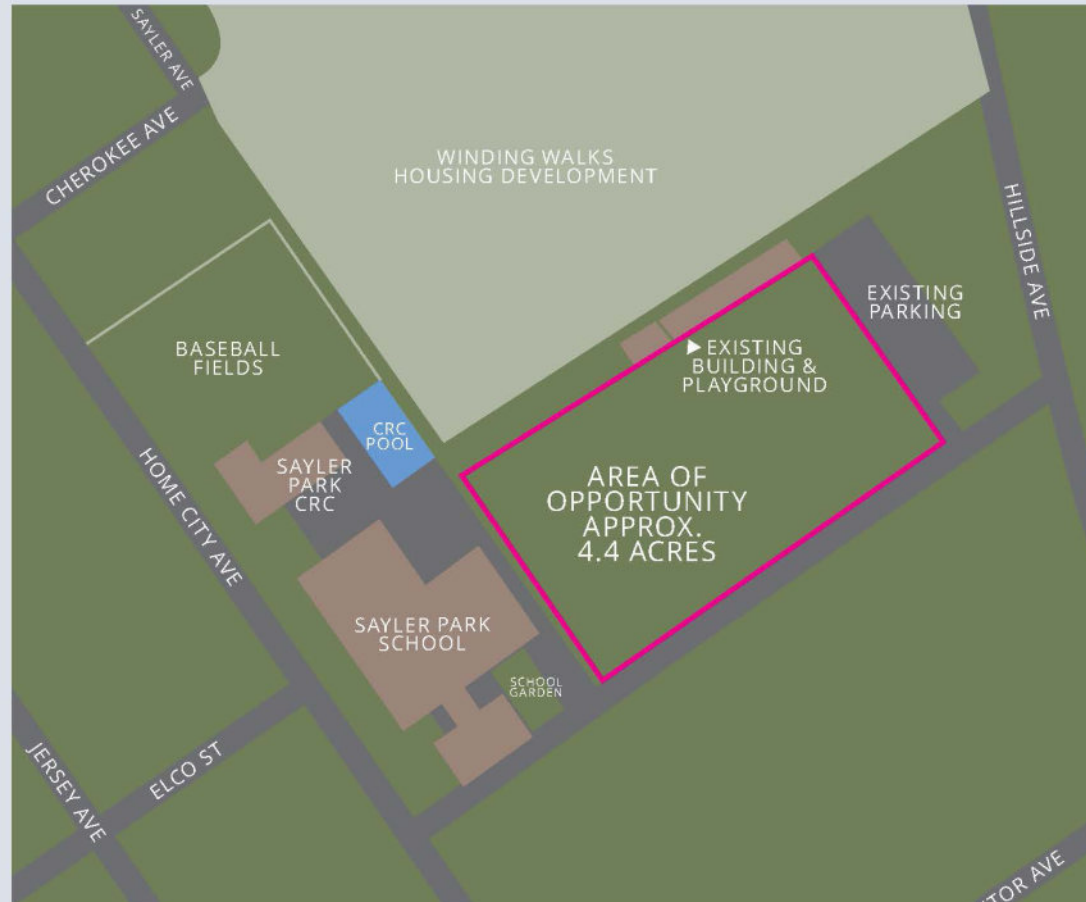 SAYLER AVE
CHEROKEE AVE
WINDING WALKS
HOUSING DEVELOPMENT
HILLSIDE AVE
EXISTING
PARKING
BASEBALL
FIELDS
EXISTING
BUILDING &
PLAYGROUND
CRC
POOL
SAYLER
PARK
CRC
AREA OF
OPPORTUNITY
APPROX.
4.4 ACRES
HOME CITY AVE
SAYLER PARK
SCHOOL
SCHOOL
GARDEN
JERSEY AVE
ELCO ST
TOR AVE